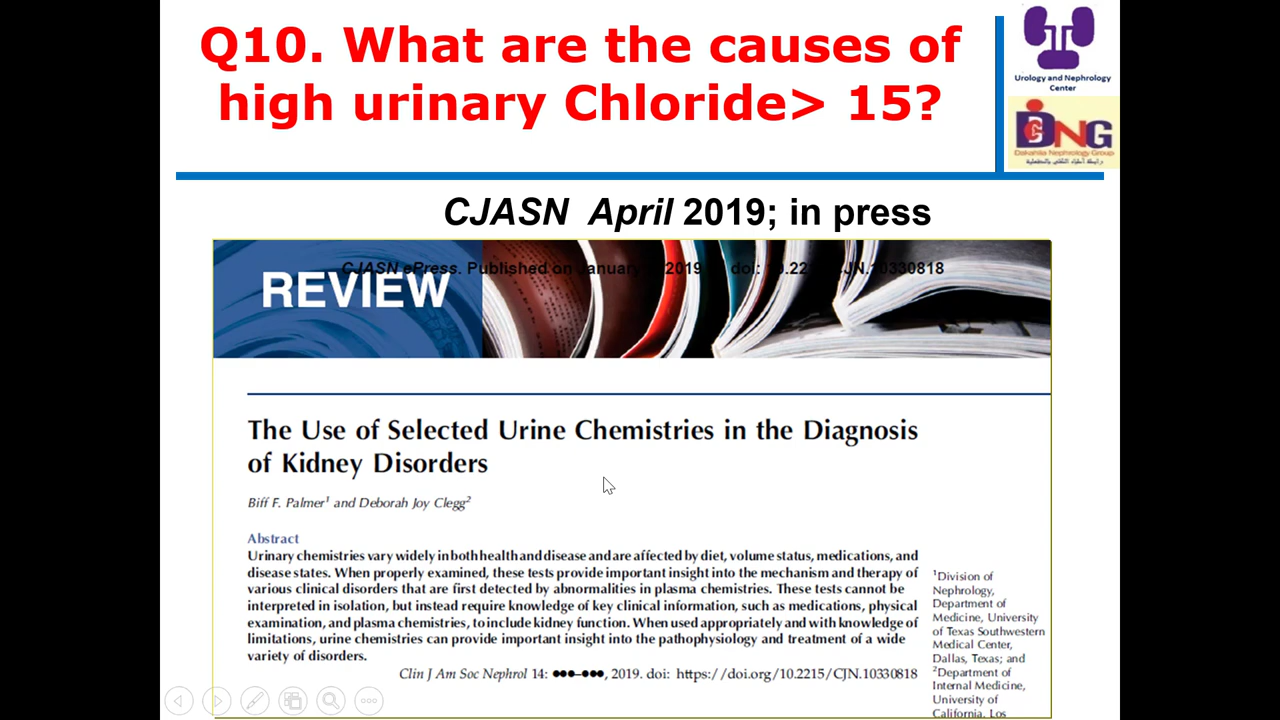 Q10. What are the causes of
high urinary Chloride> 15?
Urology and Nephrology
Center
DNG
Dakahlia Nephrology Group
CJASN April 2019; in press
CJASN ePress. Published on January 2019 doi: JN.10330818
REVIEW
The Use of Selected Urine Chemistries in the Diagnosis
of Kidney Disorders
Biff F. Palmer1 and Deborah Joy Clegg2
Abstract
Urinary chemistries vary widely in both health and disease and are affected by diet, volume status, medications, and
disease states. When properly examined, these tests provide important insight into the mechanism and therapy of
various clinical disorders that are first detected by abnormalities in plasma chemistries. These tests cannot be
interpreted in isolation, but instead require knowledge of key clinical information, such as medications, physical
examination, and plasma chemistries, to include kidney function. When used appropriately and with knowledge of
limitations, urine chemistries can provide important insight into the pathophysiology and treatment of a wide
variety of disorders.
Clin J Am Soc Nephrol 14: ●●●–●●●, 2019. doi: https://doi.org/10.2215/CJN.10330818
1Division of
Nephrology,
Department of
Medicine, University
of Texas Southwestern
Medical Center,
Dallas, Texas; and
2Department of
Internal Medicine,
University of
California, Los